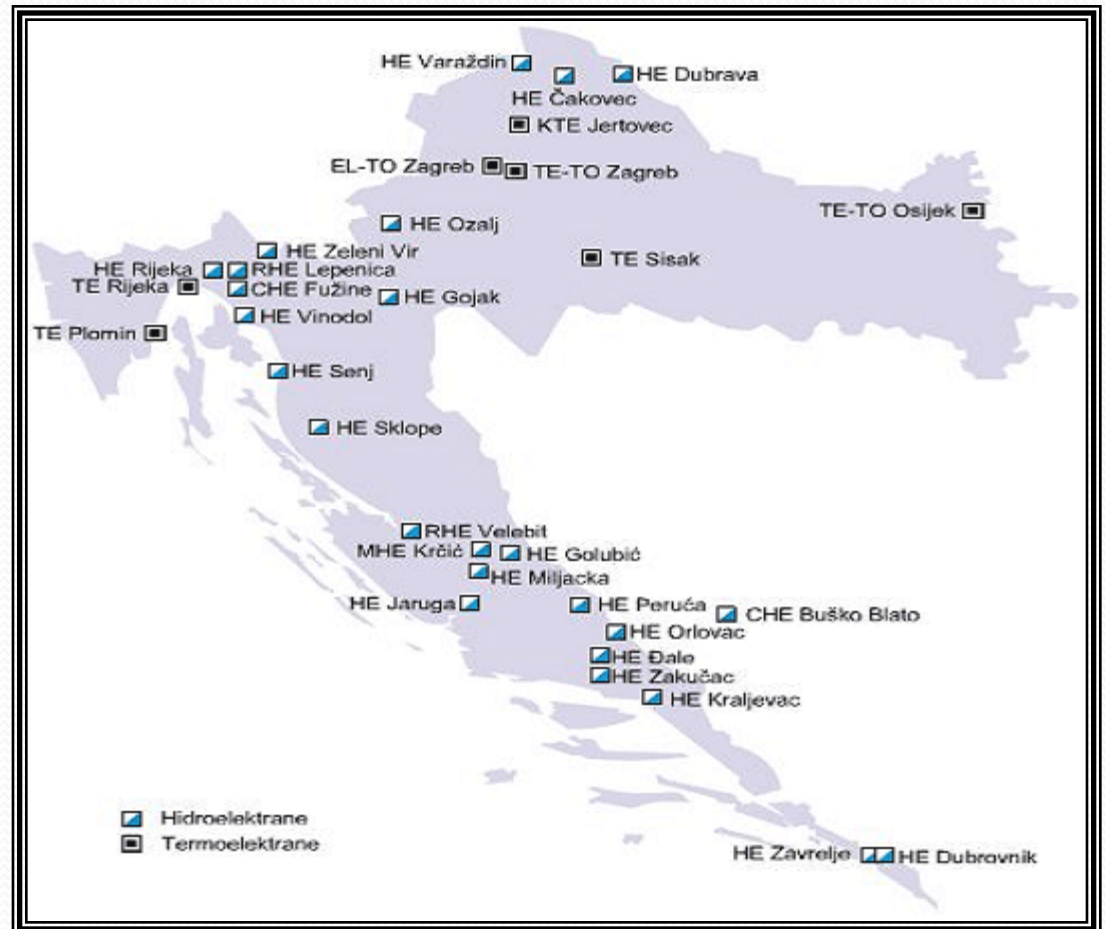 HE Varaždin
HE Dubrava
HE Čakovec
KTE Jertovec
EL-TO Zagreb
TE-TO Zagreb
TE-TO Osijek
HE Ozalj
HE Zeleni Vir
TE Sisak
HE Rijeka
RHE Lepenica
TE Rijeka
CHE Fužine
HE Gojak
HE Vinodol
TE Plomin
HE Senj
HE Sklope
RHE Velebit
MHE Krčić
HE Golubić
HE Miljacka
HE Jaruga
HE Peruća
CHE Buško Blato
HE Orlovac
HE Đale
HE Zakučac
HE Kraljevac
Hidroelektrane
Termoelektrane
HE Zavrelje
HE Dubrovnik